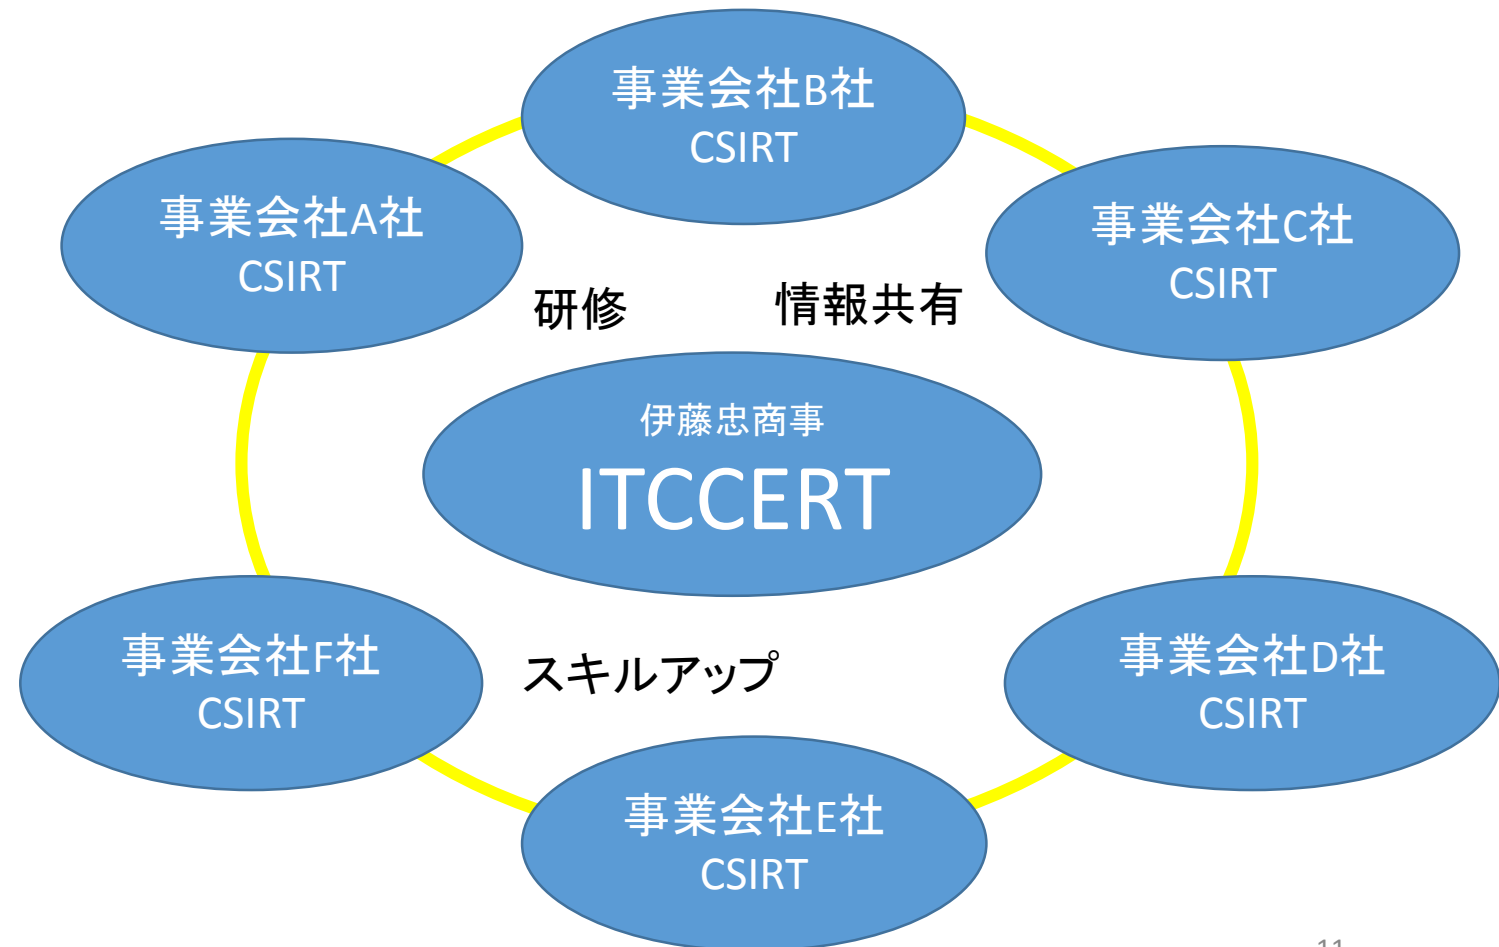 事業会社B社
CSIRT
事業会社A社
CSIRT
事業会社C社
CSIRT
研修
情報共有
伊藤忠商事
ITCCERT
事業会社F社
CSIRT
スキルアップ
事業会社D社
CSIRT
事業会社E社
CSIRT
11